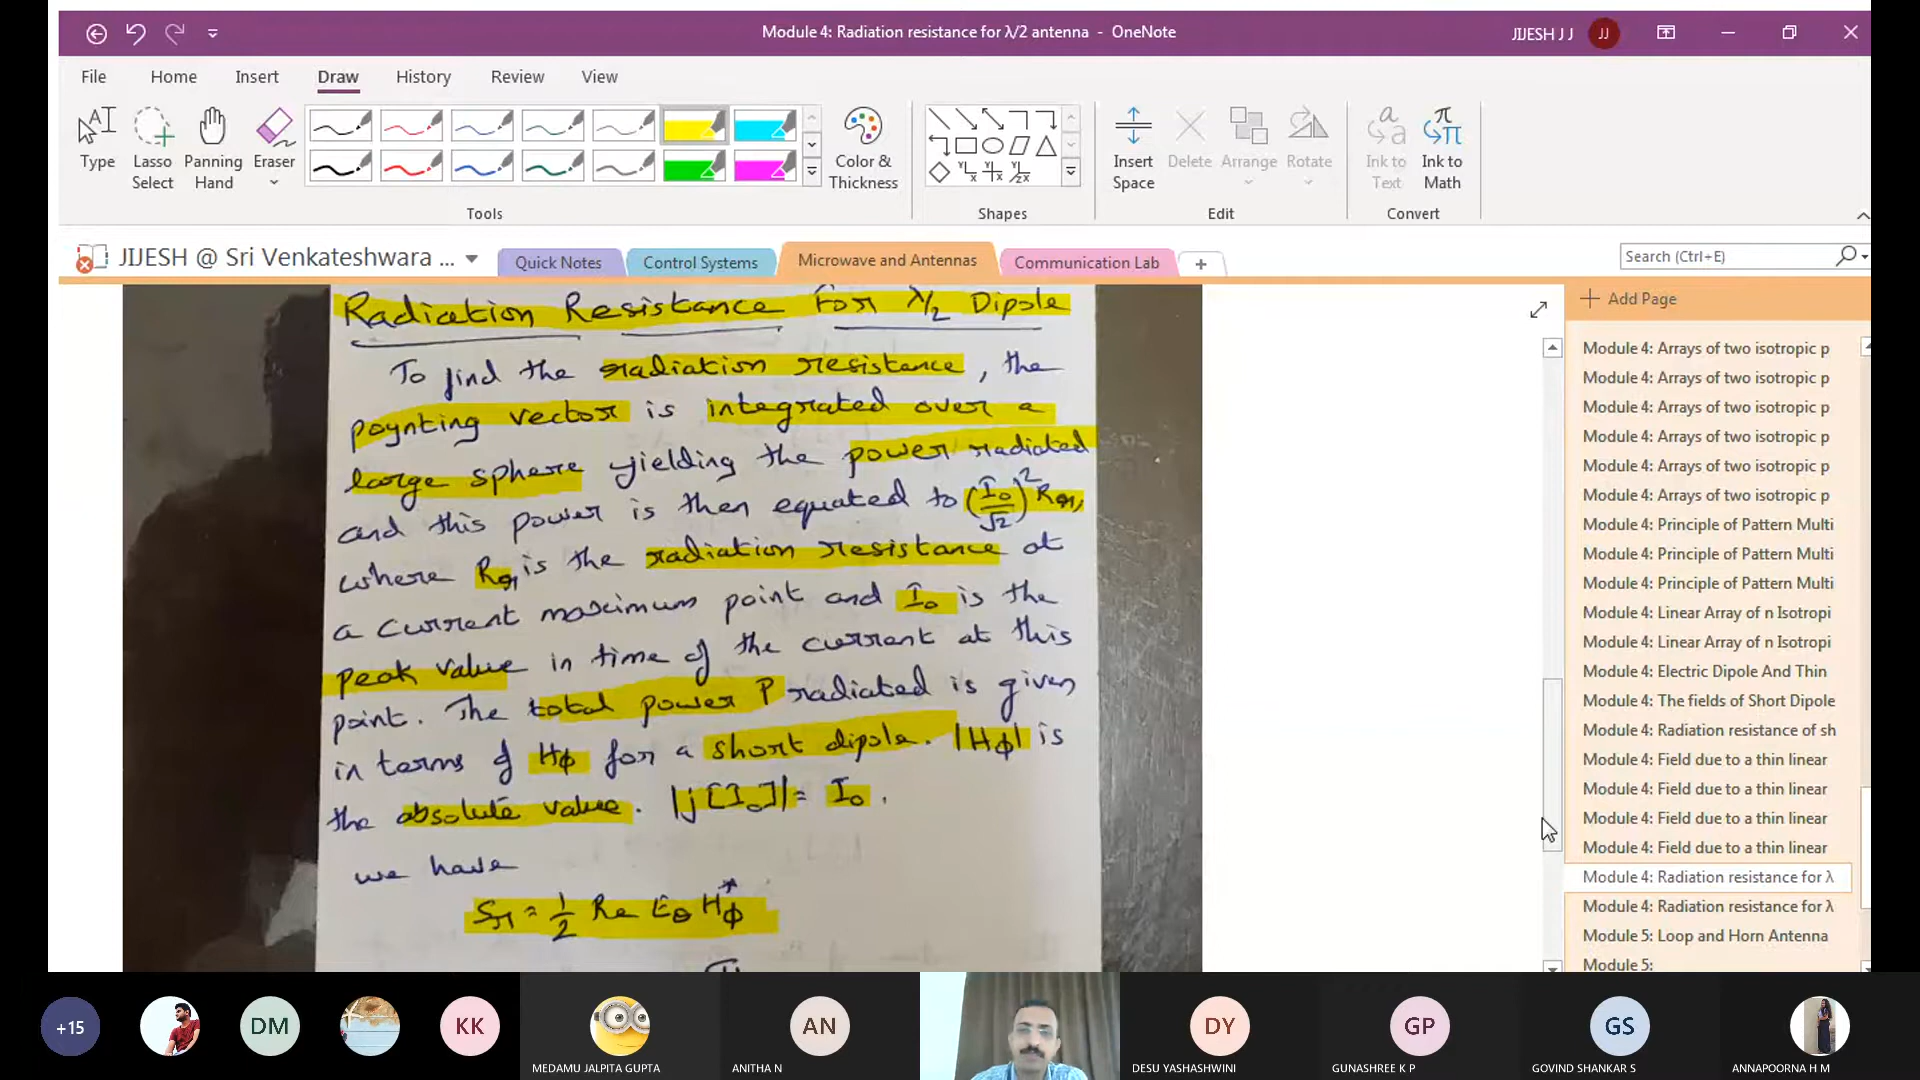 Module 4: Radiation resistance for λ/2 antenna - OneNote
JIJESH J J
JJ
File Home Insert Draw History Review View
Type
Lasso Select
Panning Hand
Eraser
Color & Thickness
Insert Space
Delete
Arrange
Rotate
Ink to Text
Ink to Math
Tools
Shapes
Edit
Convert
JIJESH @ Sri Venkateshwara ...
Quick Notes
Control Systems
Microwave and Antennas
Communication Lab
Search (Ctrl+E)
Radiation Resistance for λ/2 Dipole
To find the radiation resistance, the
poynting vector is integrated over a
large sphere yielding the power radiated
and this power is then equated to (I₀/√2)² Rr,
where Rr, is the radiation resistance at
a current maximum point and I₀ is the
peak value in time of the current at this
point. The total power P radiated is given
in terms of Hϕ for a short dipole. |Hϕ| is
the absolute value. |j[I₀]| = I₀.
we have
Sr = 1/2 Re Eθ H*ϕ
Add Page
Module 4: Arrays of two isotropic p
Module 4: Arrays of two isotropic p
Module 4: Arrays of two isotropic p
Module 4: Arrays of two isotropic p
Module 4: Arrays of two isotropic p
Module 4: Arrays of two isotropic p
Module 4: Principle of Pattern Multi
Module 4: Principle of Pattern Multi
Module 4: Principle of Pattern Multi
Module 4: Linear Array of n Isotropi
Module 4: Linear Array of n Isotropi
Module 4: Electric Dipole And Thin
Module 4: The fields of Short Dipole
Module 4: Radiation resistance of sh
Module 4: Field due to a thin linear
Module 4: Field due to a thin linear
Module 4: Field due to a thin linear
Module 4: Field due to a thin linear
Module 4: Radiation resistance for λ
Module 4: Radiation resistance for λ
Module 5: Loop and Horn Antenna
Module 5:
+15
DM
KK
MEDAMU JALPITA GUPTA
AN
ANITHA N
DY
DESU YASHASHWINI
GP
GUNASHREE K P
GS
GOVIND SHANKAR S
ANNAPOORNA H M